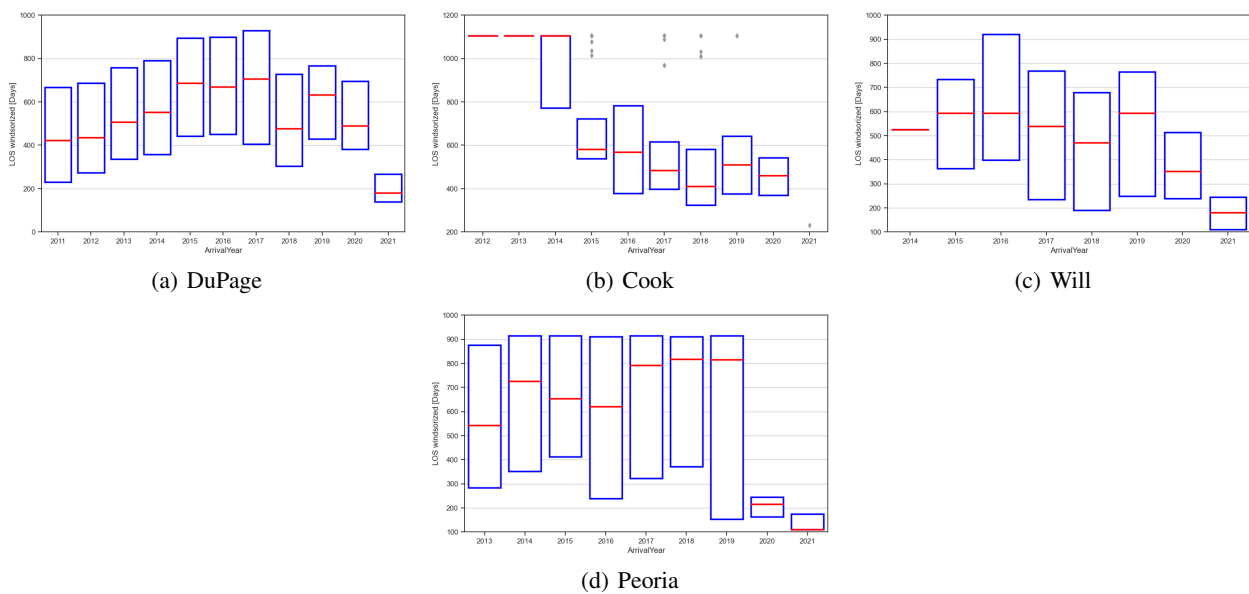 1000
800
600
400
200
0
LOS windsorized [Days]
2011 2012 2013 2014 2015 2016 2017 2018 2019 2020 2021
ArrivalYear
(a) DuPage
1200
1000
800
600
400
200
LOS windsorized [Days]
2012 2013 2014 2015 2016 2017 2018 2019 2020 2021
ArrivalYear
(b) Cook
1000
900
800
700
600
500
400
300
200
100
LOS windsorized [Days]
2014 2015 2016 2017 2018 2019 2020 2021
ArrivalYear
(c) Will
1000
900
800
700
600
500
400
300
200
100
LOS windsorized [Days]
2013 2014 2015 2016 2017 2018 2019 2020 2021
ArrivalYear
(d) Peoria